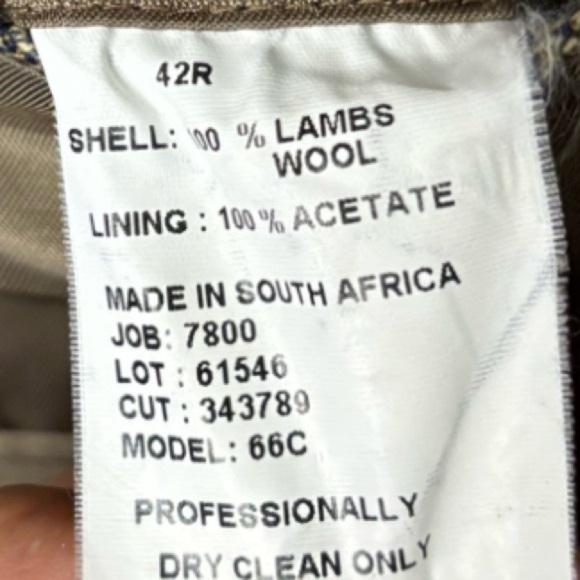 42R
SHELL: 100 % LAMBS
WOOL
LINING : 100% ACETATE
MADE IN SOUTH AFRICA
JOB: 7800
LOT : 61546
CUT : 343789
MODEL: 66C
PROFESSIONALLY
DRY CLEAN ONLY